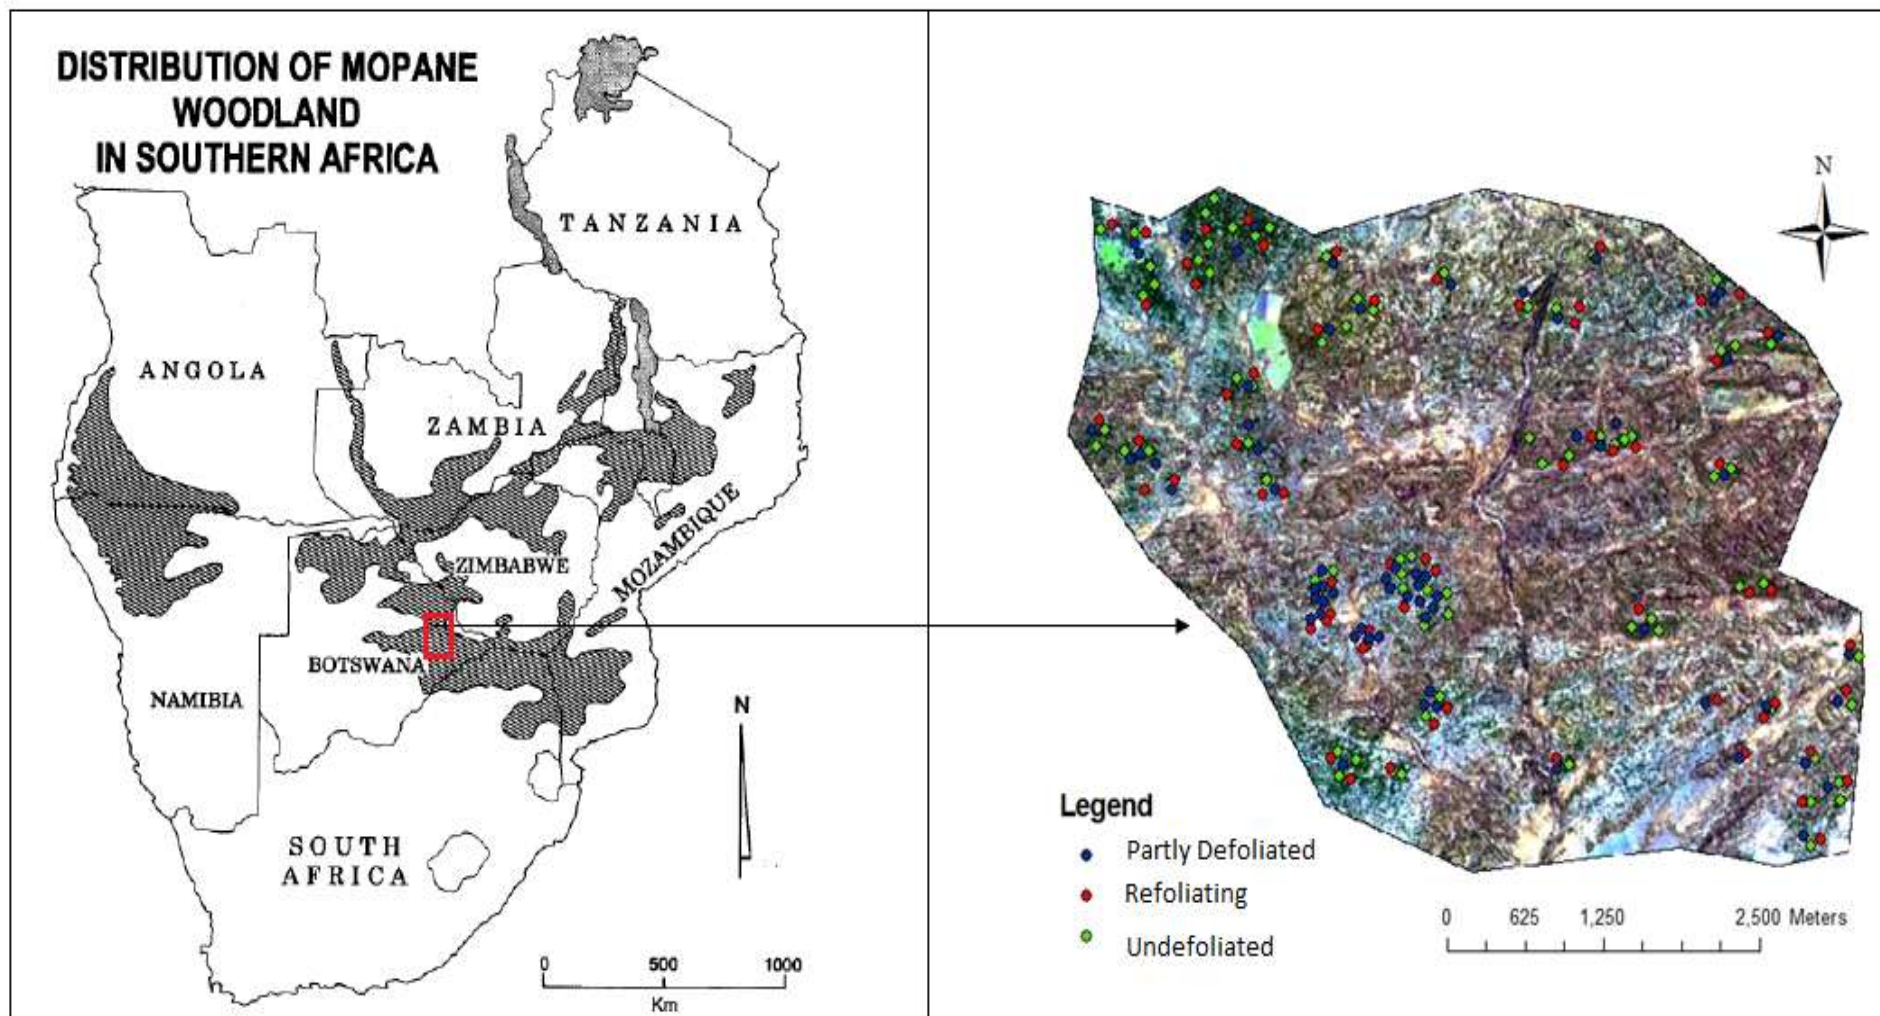 DISTRIBUTION OF MOPANE
WOODLAND
IN SOUTHERN AFRICA
TANZANIA
ANGOLA
ZAMBIA
MOZAMBIQUE
ZIMBABWE
BOTSWANA
NAMIBIA
SOUTH
AFRICA
N
0 500 1000
Km
N
Legend
Partly Defoliated
Refoliating
Undefoliated
0 625 1,250 2,500 Meters